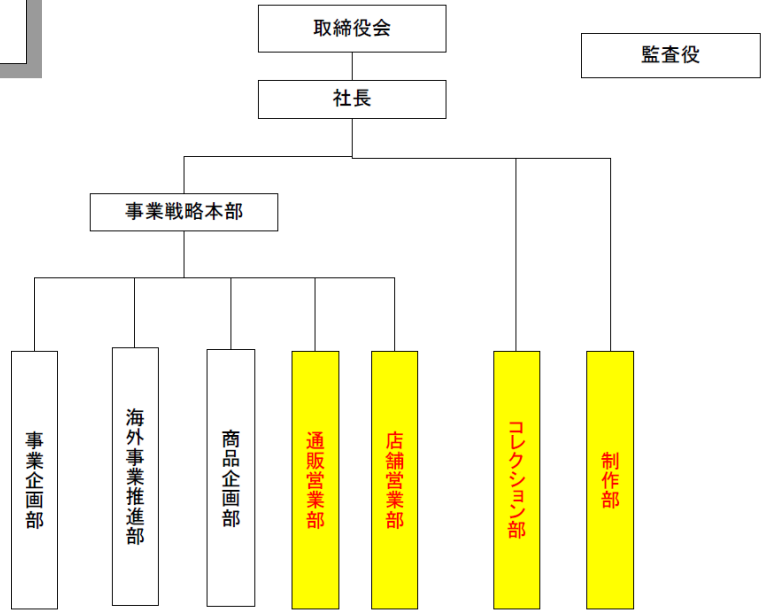 取締役会
監査役
社長
事業戦略本部
事業企画部
海外事業推進部
商品企画部
通販営業部
店舗営業部
コレクション部
制作部